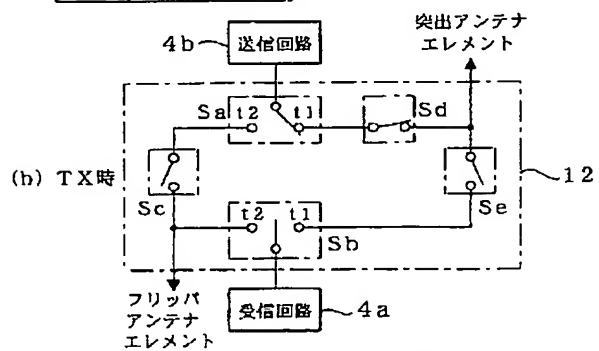 突出アンテナ
エレメント
4b
送信回路
Sa
t2
t1
Sd
(b) TX時
12
Sc
t2
t1
Sb
Se
フリッパ
アンテナ
エレメント
受信回路
4a